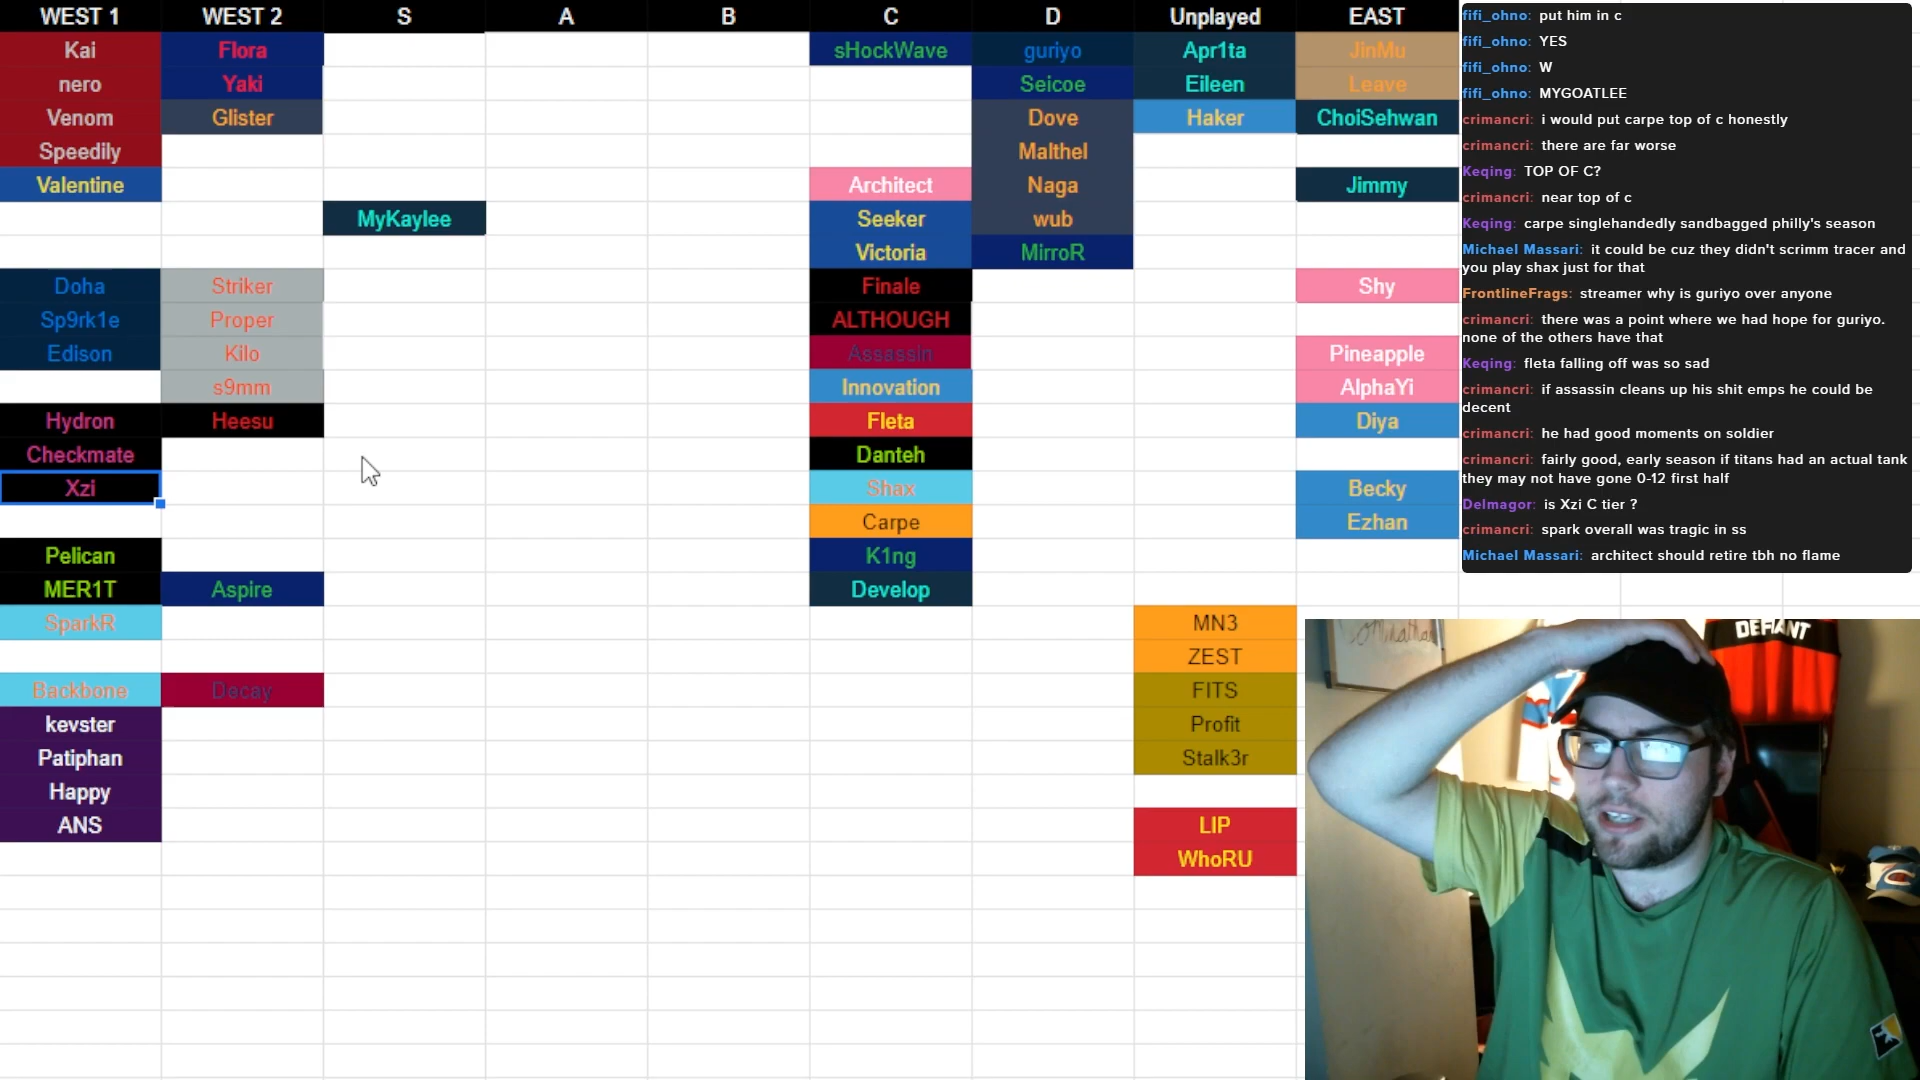 WEST 1 WEST 2 S A B C D Unplayed EAST
Kai Flora sHockWave guriyo Apr1ta JinMu
nero Yaki Seicoe Eileen Leave
Venom Glister Dove Haker ChoiSehwan
Speedily Malthel
Valentine Architect Naga Jimmy
MyKaylee Seeker wub
Victoria MirroR
Doha Striker Finale Shy
Sp9rk1e Proper ALTHOUGH
Edison Kilo Assassin Pineapple
s9mm Innovation AlphaYi
Hydron Heesu Fleta Diya
Checkmate Danteh
Xzi Shax Becky
Carpe Ezhan
Pelican K1ng
MER1T Aspire Develop
SparkR MN3
ZEST
Backbone Decay FITS
kevster Profit
Patiphan Stalk3r
Happy
ANS LIP
WhoRU
fifi_ohno: put him in c
fifi_ohno: YES
fifi_ohno: W
fifi_ohno: MYGOATLEE
crimancri: i would put carpe top of c honestly
crimancri: there are far worse
Keqing: TOP OF C?
crimancri: near top of c
Keqing: carpe singlehandedly sandbagged philly's season
Michael Massari: it could be cuz they didn't scrimm tracer and
you play shax just for that
FrontlineFrags: streamer why is guriyo over anyone
crimancri: there was a point where we had hope for guriyo.
none of the others have that
Keqing: fleta falling off was so sad
crimancri: if assassin cleans up his shit emps he could be
decent
crimancri: he had good moments on soldier
crimancri: fairly good, early season if titans had an actual tank
they may not have gone 0-12 first half
Delmagor: is Xzi C tier ?
crimancri: spark overall was tragic in ss
Michael Massari: architect should retire tbh no flame
DEFIANT